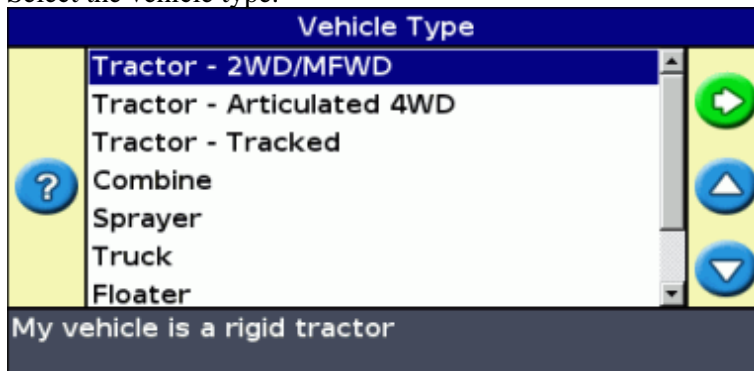 Select the vehicle type.
Vehicle Type
Tractor - 2WD/MFWD
Tractor - Articulated 4WD
Tractor - Tracked
Combine
?
Sprayer
Truck
Floater
My vehicle is a rigid tractor